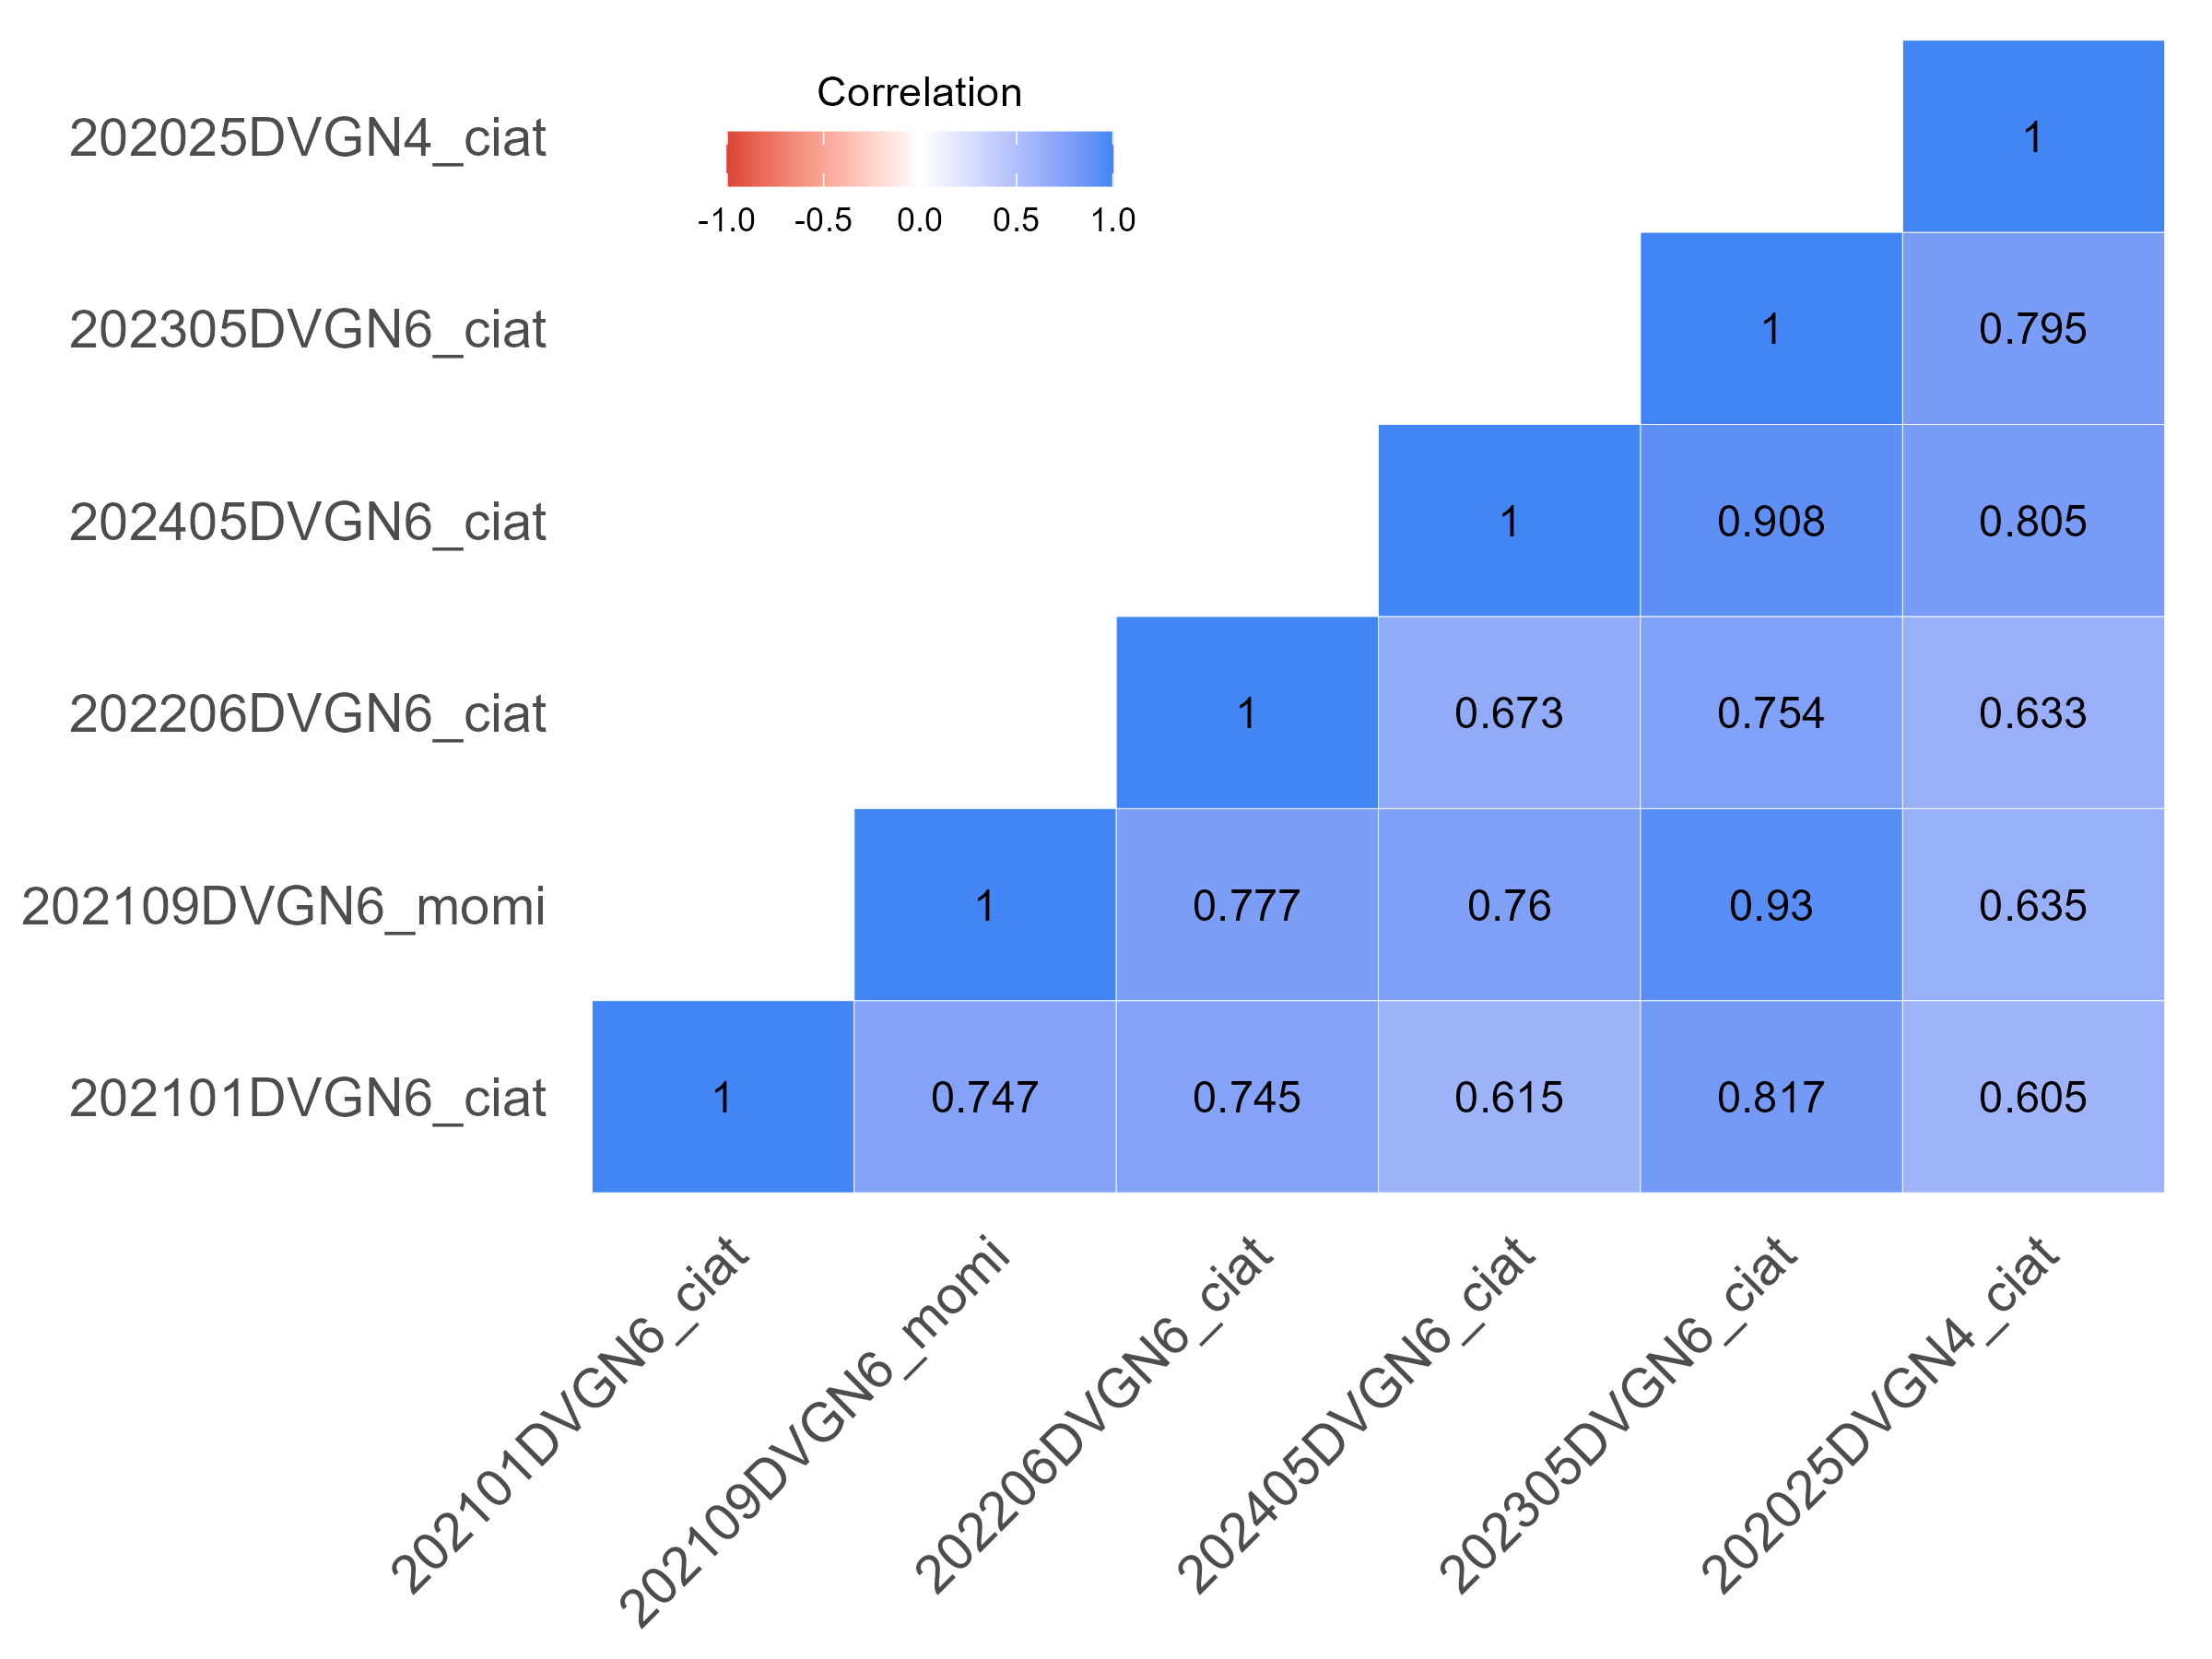 Correlation
-1.0 -0.5 0.0 0.5 1.0
202025DVGN4_ciat 1
202305DVGN6_ciat 1 0.795
202405DVGN6_ciat 1 0.908 0.805
202206DVGN6_ciat 1 0.673 0.754 0.633
202109DVGN6_momi 1 0.777 0.76 0.93 0.635
202101DVGN6_ciat 1 0.747 0.745 0.615 0.817 0.605
202101DVGN6_ciat
202109DVGN6_momi
202206DVGN6_ciat
202405DVGN6_ciat
202305DVGN6_ciat
202025DVGN4_ciat